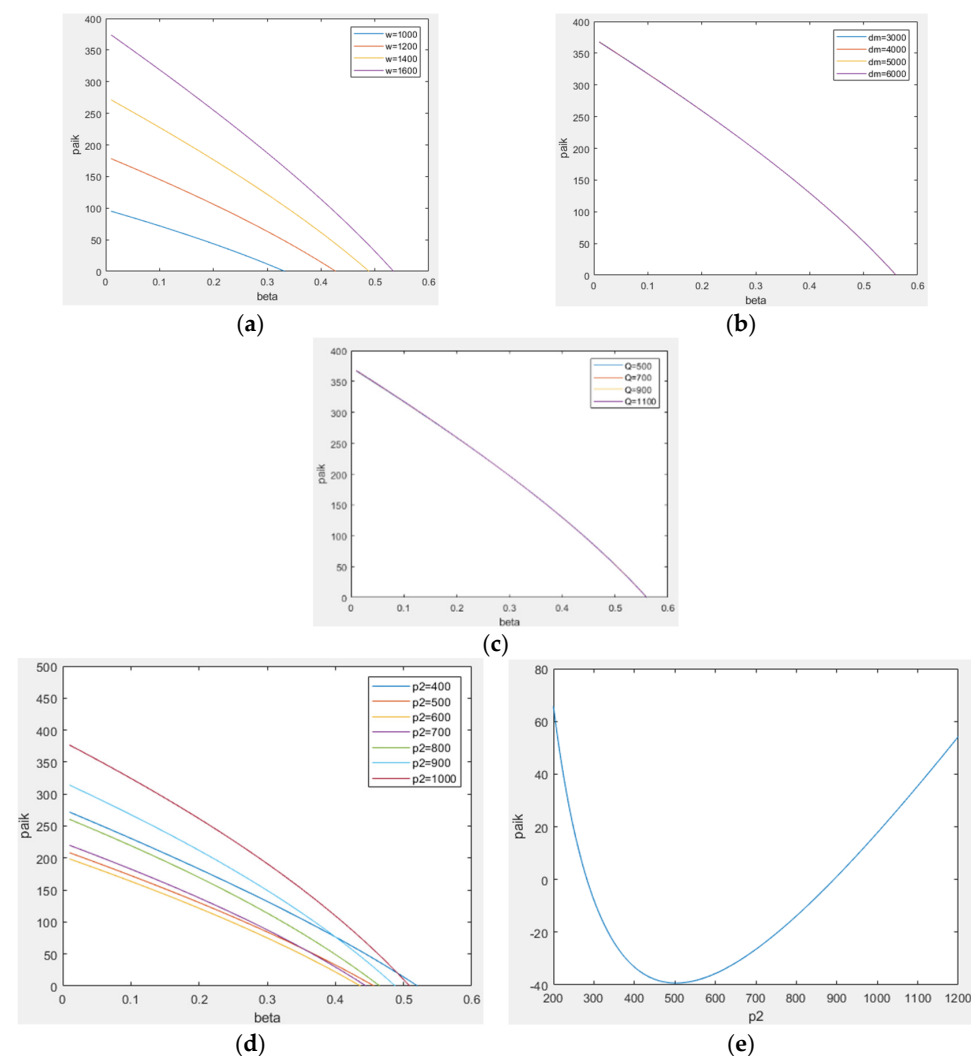 400
350
300
250
200
150
100
50
0
paik
0 0.1 0.2 0.3 0.4 0.5 0.6
beta
w=1000
w=1200
w=1400
w=1600
(a)
400
350
300
250
200
150
100
50
0
paik
0 0.1 0.2 0.3 0.4 0.5 0.6
beta
dm=3000
dm=4000
dm=5000
dm=6000
(b)
400
350
300
250
200
150
100
50
0
paik
0 0.1 0.2 0.3 0.4 0.5 0.6
beta
Q=500
Q=700
Q=900
Q=1100
(c)
500
450
400
350
300
250
200
150
100
50
0
paik
0 0.1 0.2 0.3 0.4 0.5 0.6
beta
p2=400
p2=500
p2=600
p2=700
p2=800
p2=900
p2=1000
(d)
80
60
40
20
0
-20
-40
paik
200 300 400 500 600 700 800 900 1000 1100 1200
p2
(e)